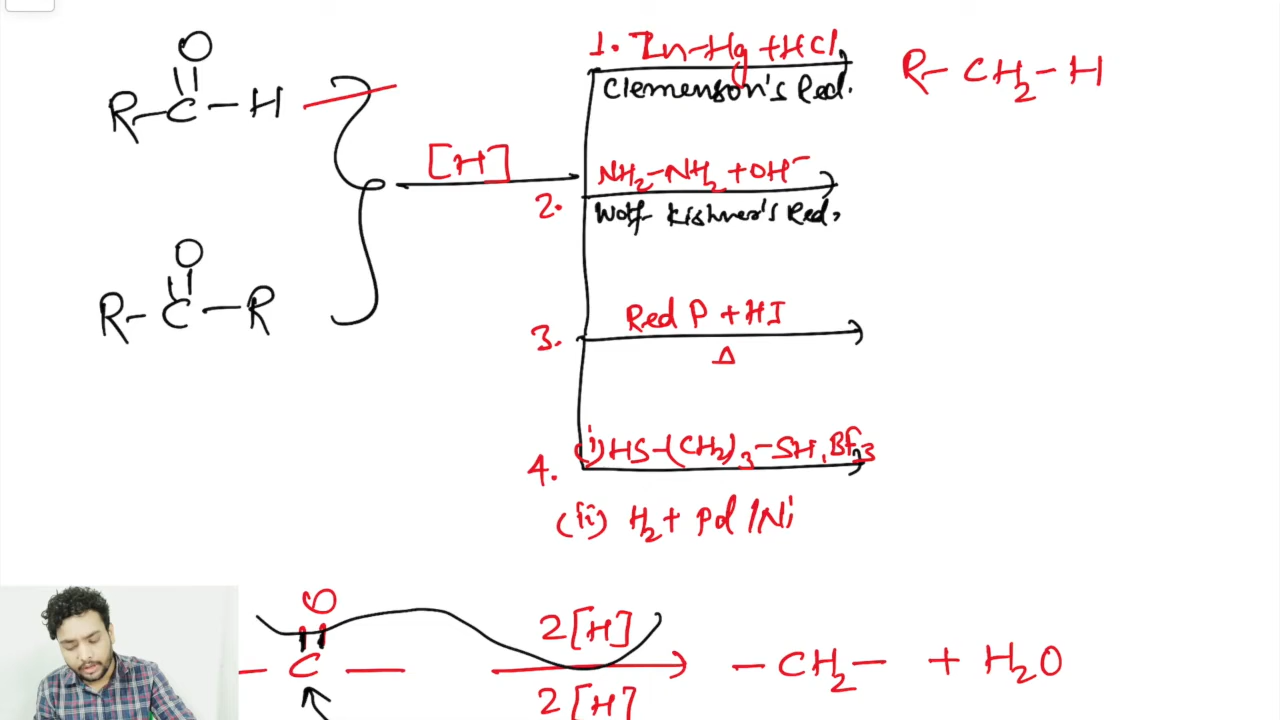 O
||
R-C-H
O
||
R-C-R
[H]
1. Zn-Hg+HCl
Clemenson's Red.
R-CH2-H
2. NH2-NH2+OH-
Wolf Kishner's Red.
3. Red P+HI
Δ
4. (i) HS-(CH2)3-SH, Bf3
(ii) H2+ Pd/Ni
O
||
-C- 2[H] -CH2- + H2O
2[H]